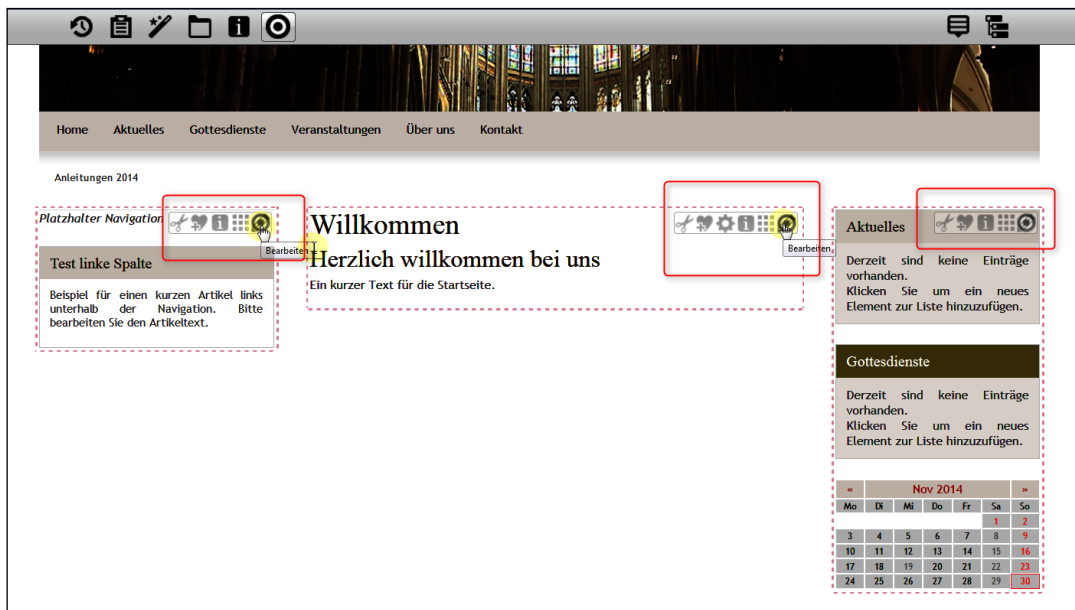 Home Aktuelles Gottesdienste Veranstaltungen Über uns Kontakt
Anleitungen 2014
Platzhalter Navigation
Bearbeiten
Test linke Spalte
Beispiel für einen kurzen Artikel links
unterhalb der Navigation. Bitte
bearbeiten Sie den Artikeltext.
Willkommen
Bearbeiten
Herzlich willkommen bei uns
Ein kurzer Text für die Startseite.
Aktuelles
Derzeit sind keine Einträge
vorhanden.
Klicken Sie um ein neues
Element zur Liste hinzuzufügen.
Gottesdienste
Derzeit sind keine Einträge
vorhanden.
Klicken Sie um ein neues
Element zur Liste hinzuzufügen.
« Nov 2014 »
Mo Di Mi Do Fr Sa So
1 2
3 4 5 6 7 8 9
10 11 12 13 14 15 16
17 18 19 20 21 22 23
24 25 26 27 28 29 30